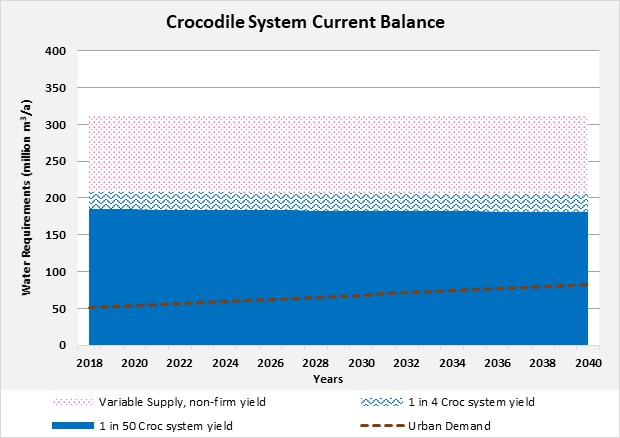 Crocodile System Current Balance
400
350
300
250
200
150
100
50
0
Water Requirements (million m³/a)
2018 2020 2022 2024 2026 2028 2030 2032 2034 2036 2038 2040
Years
Variable Supply, non-firm yield 1 in 4 Croc system yield
1 in 50 Croc system yield Urban Demand